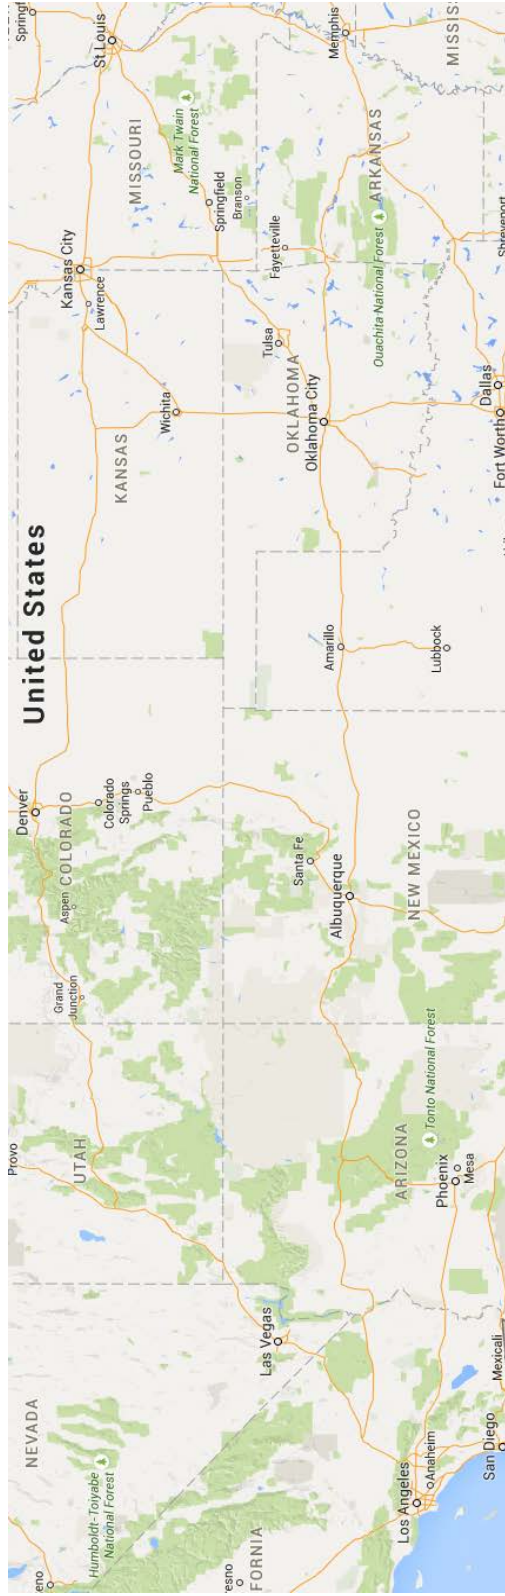 eno
NEVADA
Humboldt-Toiyabe
National Forest
resno
FORNIA
Provo
UTAH
Grand
Junction
Aspen
COLORADO
Denver
Colorado
Springs
Pueblo
United States
KANSAS
Wichita
Lawrence
Kansas City
Springf
St Louis
MISSOURI
Mark Twain
National Forest
Springfield
Branson
Las Vegas
Los Angeles
Anaheim
San Diego
Mexicali
ARIZONA
Tonto National Forest
Phoenix
Mesa
Santa Fe
Albuquerque
NEW MEXICO
Amarillo
Lubbock
OKLAHOMA
Oklahoma City
Tulsa
Fayetteville
Ouachita National Forest
ARKANSAS
Memphis
MISSIS
Fort Worth
Dallas
Shreveport